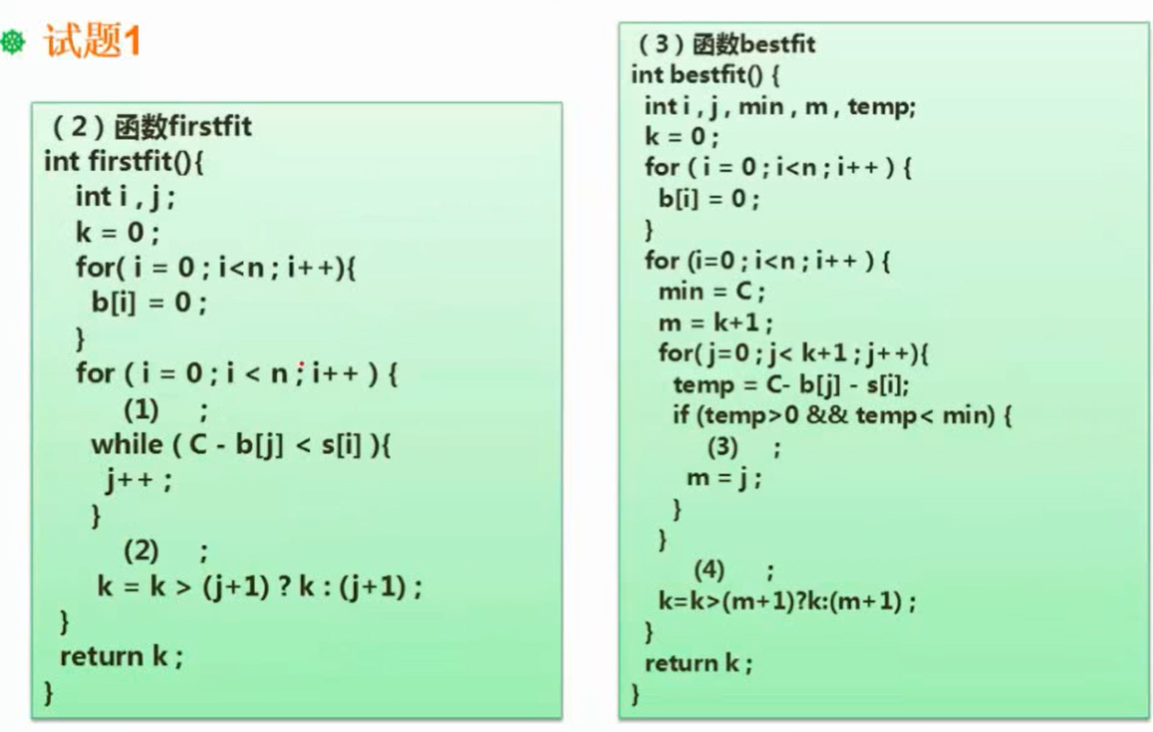 试题1
（2）函数firstfit
int firstfit(){
int i , j ;
k = 0 ;
for( i = 0 ; i<n ; i++){
b[i] = 0 ;
}
for ( i = 0 ; i < n ; i++ ) {
(1) ;
while ( C - b[j] < s[i] ){
j++ ;
}
(2) ;
k = k > (j+1) ? k : (j+1) ;
}
return k ;
}
（3）函数bestfit
int bestfit() {
int i , j , min , m , temp;
k = 0 ;
for ( i = 0 ; i<n ; i++ ) {
b[i] = 0 ;
}
for (i=0 ; i<n ; i++ ) {
min = C ;
m = k+1 ;
for( j=0 ; j< k+1 ; j++){
temp = C- b[j] - s[i];
if (temp>0 && temp< min) {
(3) ;
m = j ;
}
}
(4) ;
k=k>(m+1)?k:(m+1) ;
}
return k ;
}